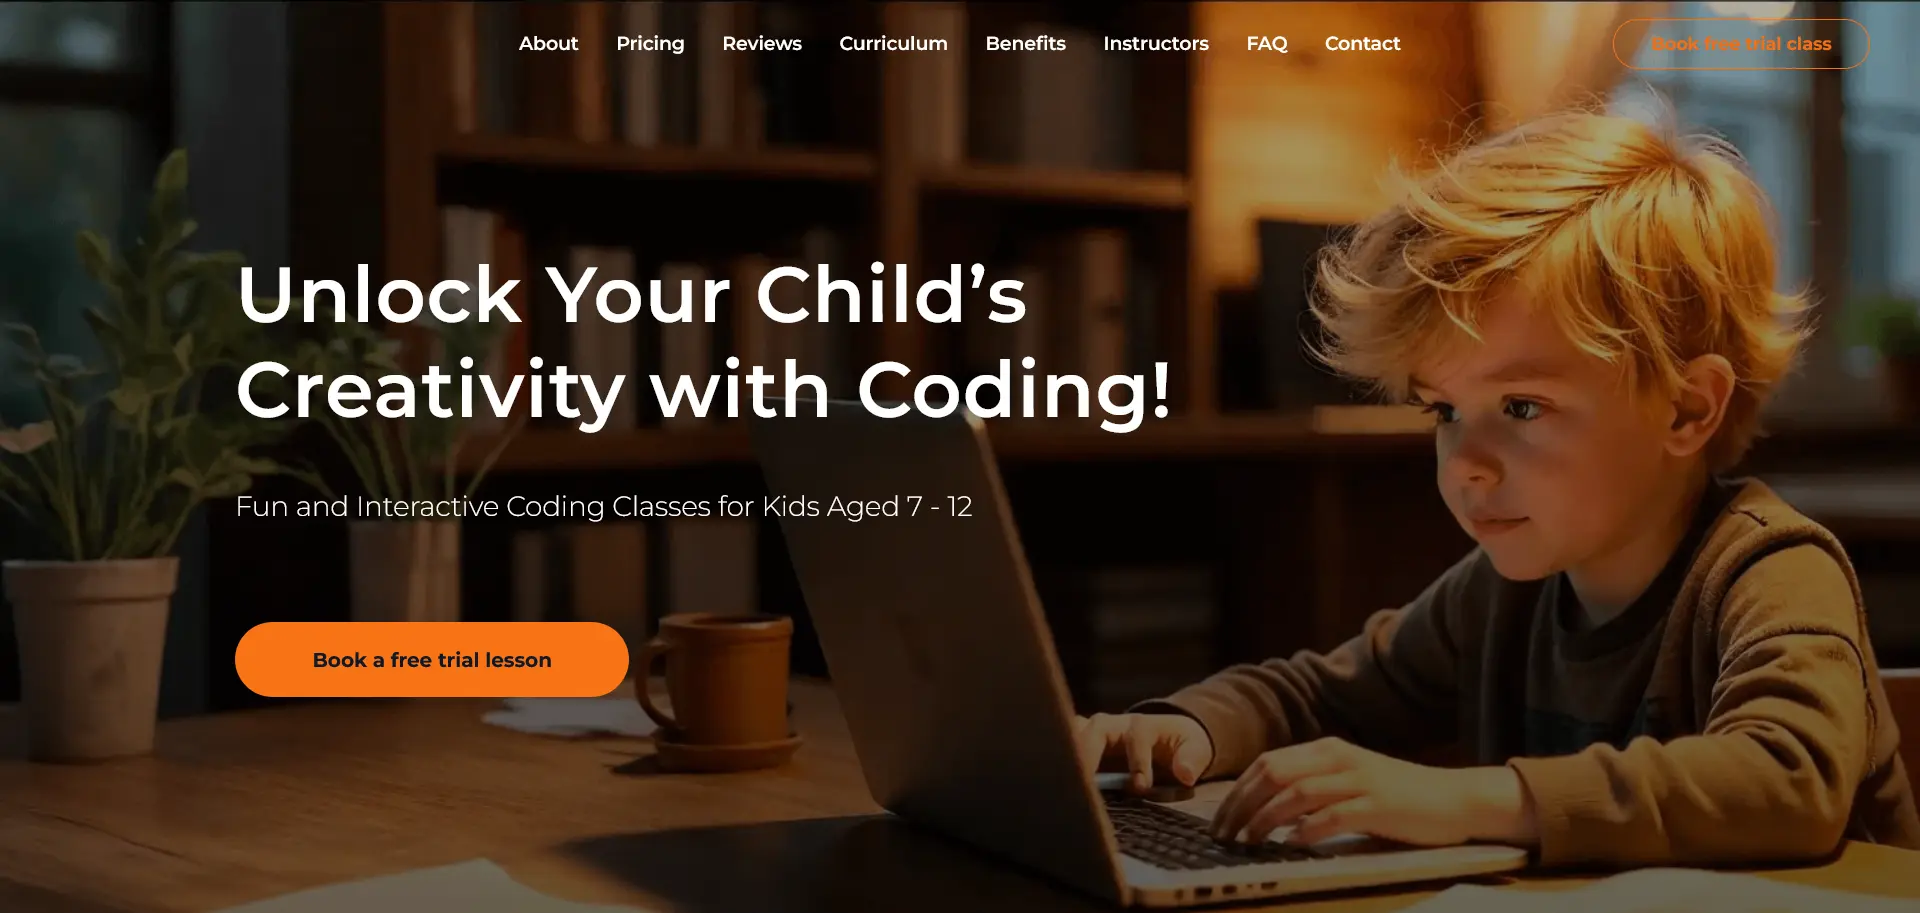 About Pricing Reviews Curriculum Benefits Instructors FAQ Contact Book free trial class
Unlock Your Child’s
Creativity with Coding!
Fun and Interactive Coding Classes for Kids Aged 7 - 12
Book a free trial lesson